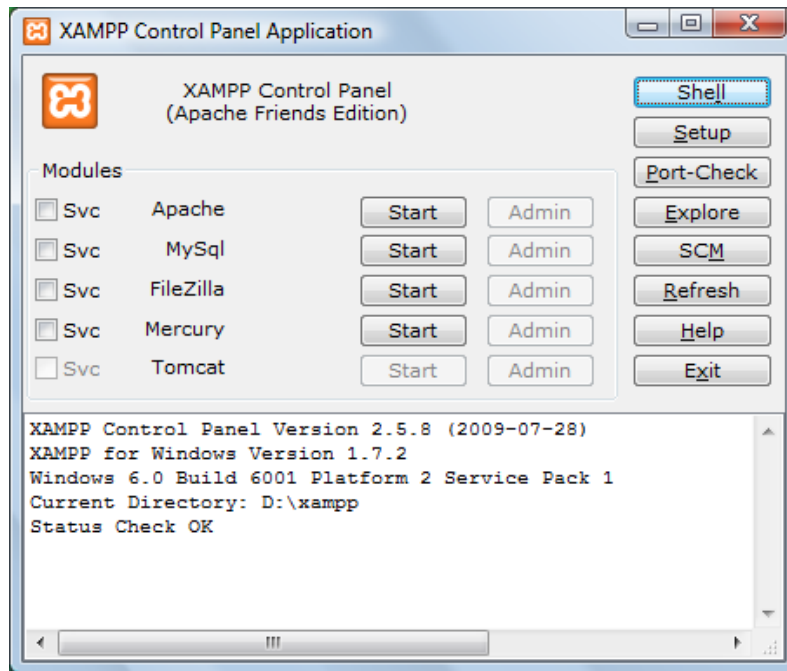 XAMPP Control Panel Application
XAMPP Control Panel
(Apache Friends Edition)
Shell
Setup
Port-Check
Explore
SCM
Refresh
Help
Exit
Modules
Svc Apache Start Admin
Svc MySql Start Admin
Svc FileZilla Start Admin
Svc Mercury Start Admin
Svc Tomcat Start Admin
XAMPP Control Panel Version 2.5.8 (2009-07-28)
XAMPP for Windows Version 1.7.2
Windows 6.0 Build 6001 Platform 2 Service Pack 1
Current Directory: D:\xampp
Status Check OK